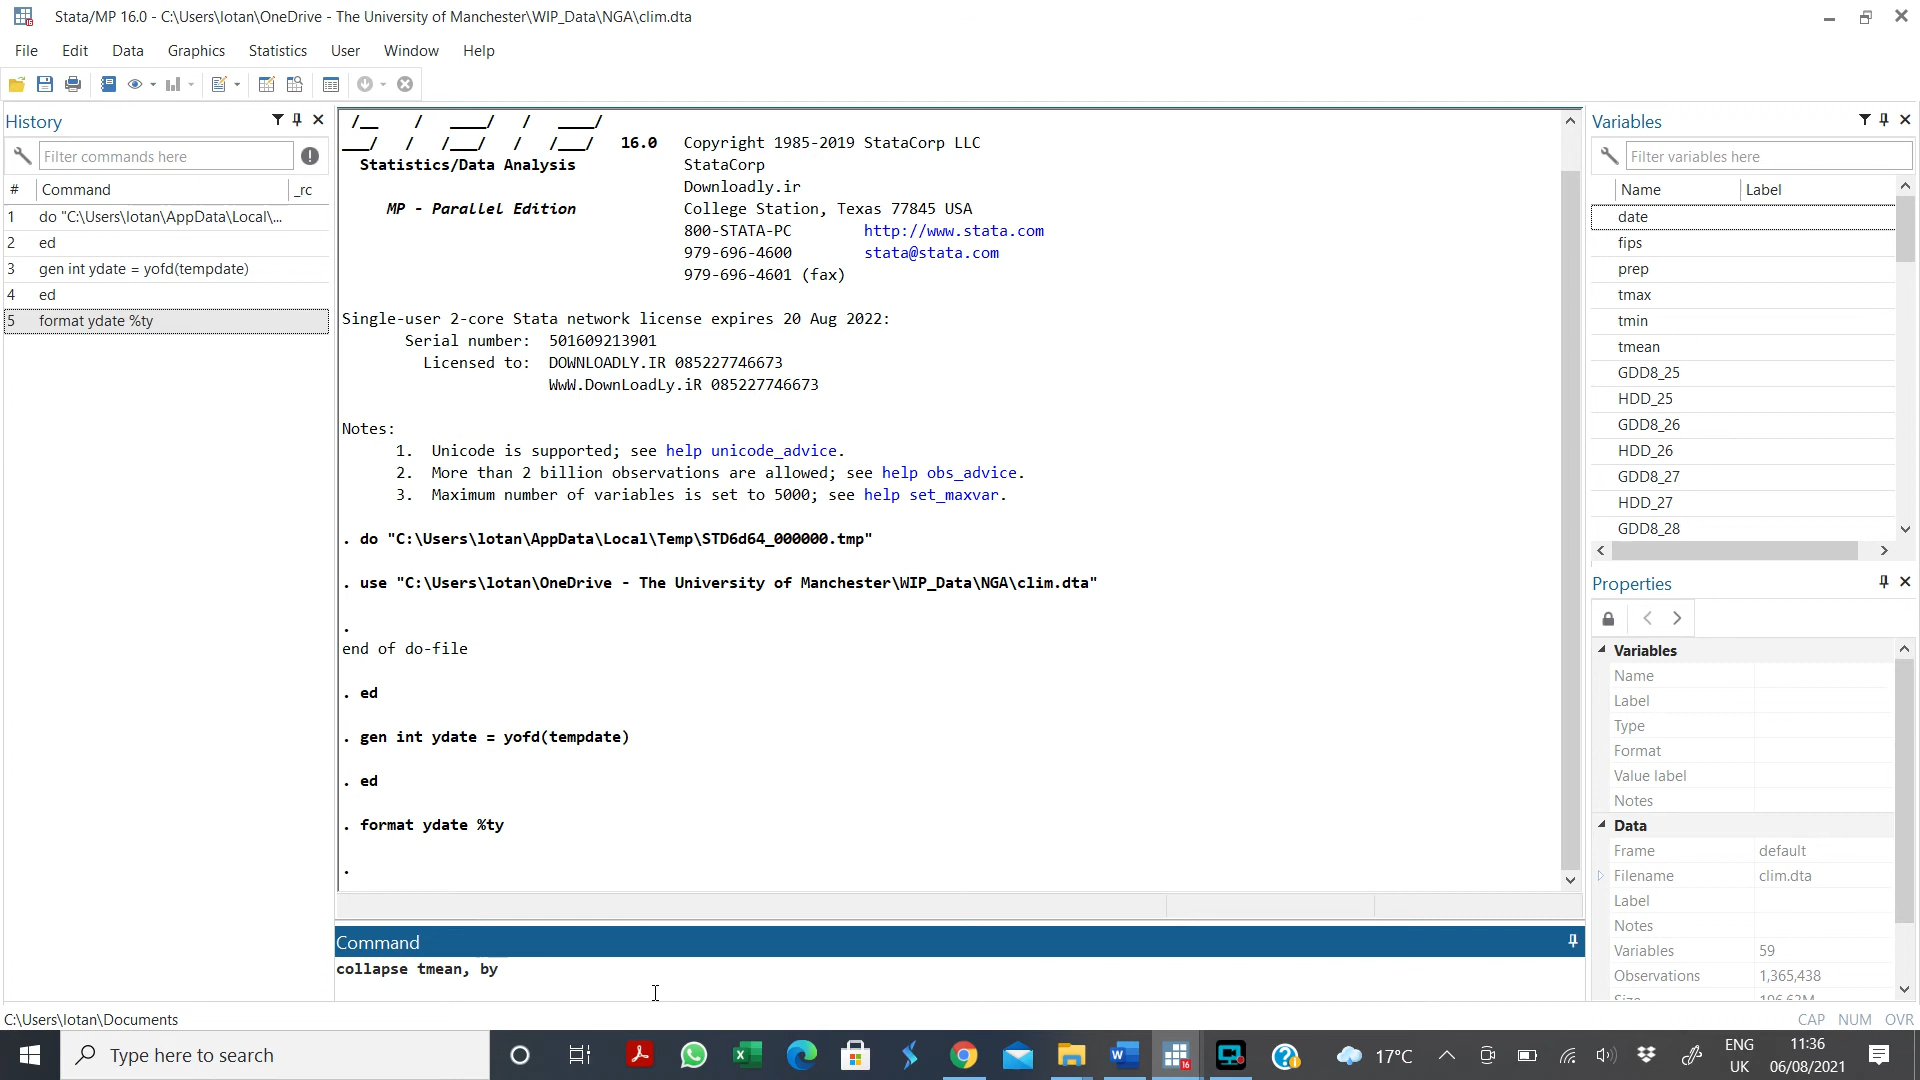 Stata/MP 16.0 - C:\Users\lotan\OneDrive - The University of Manchester\WIP_Data\NGA\clim.dta
File Edit Data Graphics Statistics User Window Help
History
Filter commands here
# Command _rc
1 do "C:\Users\lotan\AppData\Local\...
2 ed
3 gen int ydate = yofd(tempdate)
4 ed
5 format ydate %ty
/__ / ____/ / ____/
___/ / /___/ / /___/ 16.0 Copyright 1985-2019 StataCorp LLC
Statistics/Data Analysis StataCorp
Downloadly.ir
MP - Parallel Edition College Station, Texas 77845 USA
800-STATA-PC http://www.stata.com
979-696-4600 stata@stata.com
979-696-4601 (fax)
Single-user 2-core Stata network license expires 20 Aug 2022:
Serial number: 501609213901
Licensed to: DOWNLOADLY.IR 085227746673
WwW.DownLoadLy.iR 085227746673
Notes:
1. Unicode is supported; see help unicode_advice.
2. More than 2 billion observations are allowed; see help obs_advice.
3. Maximum number of variables is set to 5000; see help set_maxvar.
. do "C:\Users\lotan\AppData\Local\Temp\STD6d64_000000.tmp"
. use "C:\Users\lotan\OneDrive - The University of Manchester\WIP_Data\NGA\clim.dta"
.
end of do-file
. ed
. gen int ydate = yofd(tempdate)
. ed
. format ydate %ty
.
Command
collapse tmean, by
Variables
Filter variables here
Name Label
date
fips
prep
tmax
tmin
tmean
GDD8_25
HDD_25
GDD8_26
HDD_26
GDD8_27
HDD_27
GDD8_28
Properties
Variables
Name
Label
Type
Format
Value label
Notes
Data
Frame default
Filename clim.dta
Label
Notes
Variables 59
Observations 1,365,438
Size 196.62M
C:\Users\lotan\Documents
CAP NUM OVR
Type here to search
17°C
ENG
UK
11:36
06/08/2021